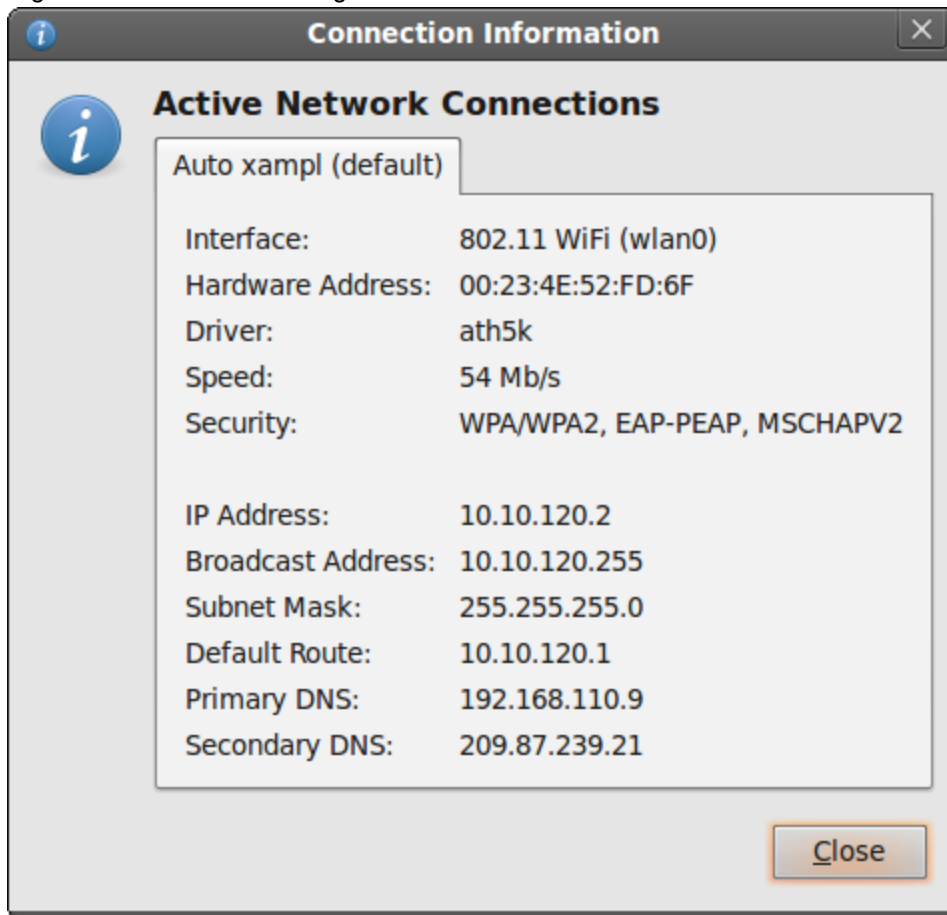 Connection Information
Active Network Connections
Auto xampl (default)
Interface: 802.11 WiFi (wlan0)
Hardware Address: 00:23:4E:52:FD:6F
Driver: ath5k
Speed: 54 Mb/s
Security: WPA/WPA2, EAP-PEAP, MSCHAPV2
IP Address: 10.10.120.2
Broadcast Address: 10.10.120.255
Subnet Mask: 255.255.255.0
Default Route: 10.10.120.1
Primary DNS: 192.168.110.9
Secondary DNS: 209.87.239.21
Close